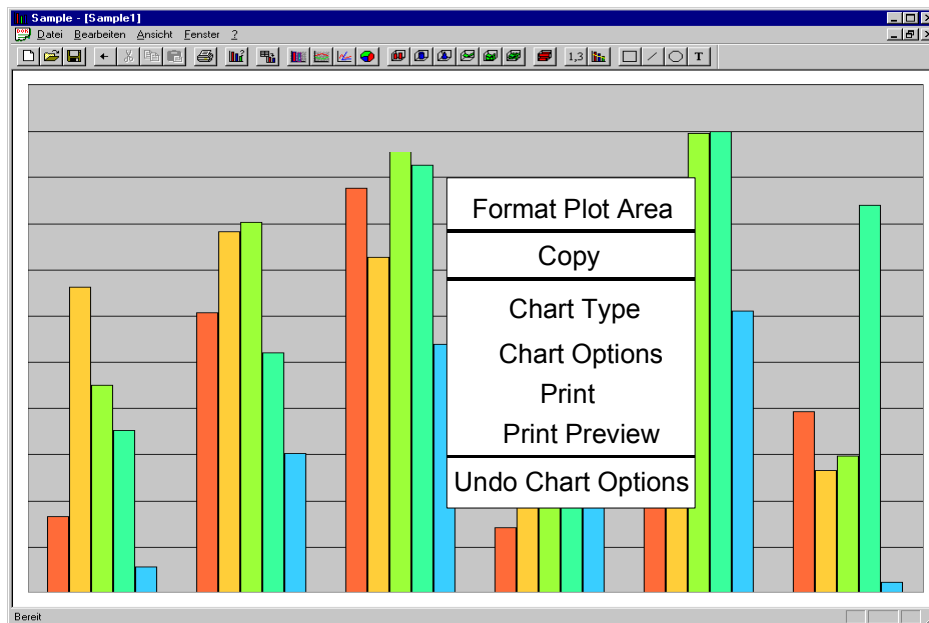 Sample - [Sample1]
Datei Bearbeiten Ansicht Fenster ?
1,3 T
Format Plot Area
Copy
Chart Type
Chart Options
Print
Print Preview
Undo Chart Options
Bereit